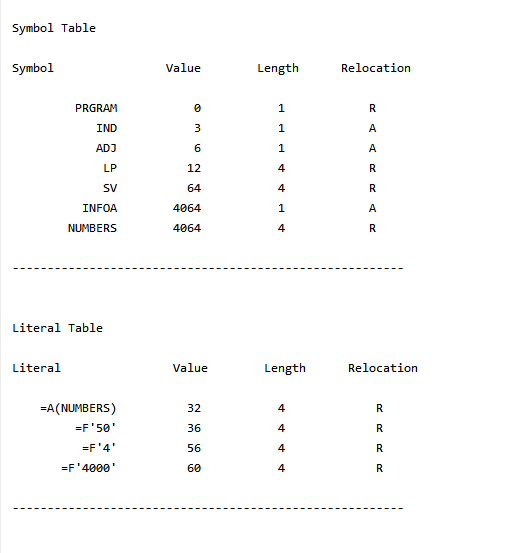 Symbol Table
Symbol Value Length Relocation
PRGRAM 0 1 R
IND 3 1 A
ADJ 6 1 A
LP 12 4 R
SV 64 4 R
INFOA 4064 1 A
NUMBERS 4064 4 R
--------------------------------------------------------
Literal Table
Literal Value Length Relocation
=A(NUMBERS) 32 4 R
=F'50' 36 4 R
=F'4' 56 4 R
=F'4000' 60 4 R
--------------------------------------------------------